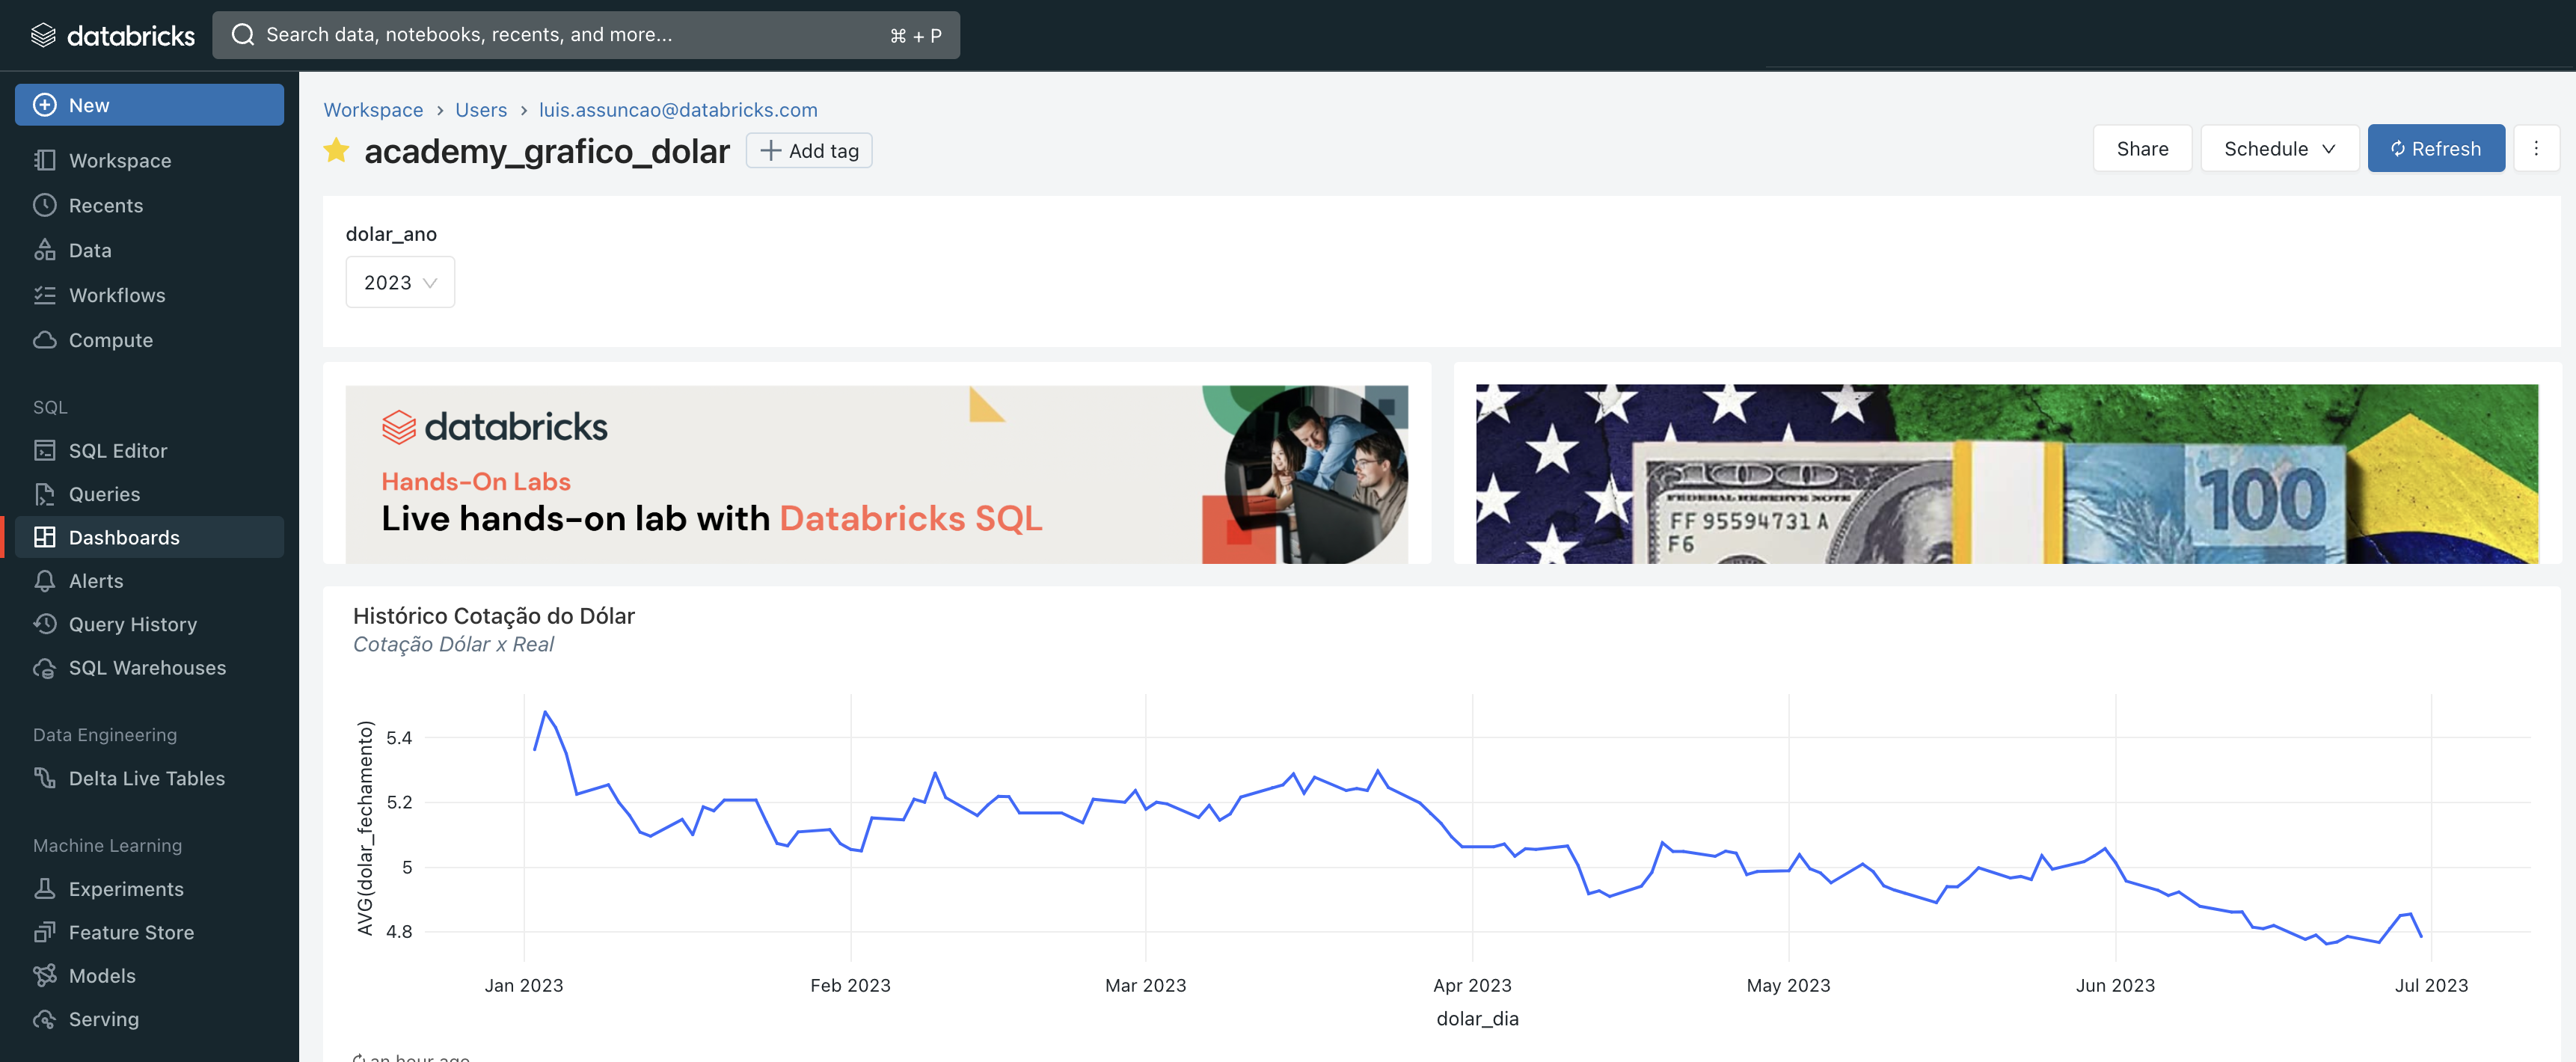 databricks
Search data, notebooks, recents, and more...
⌘ + P
New
Workspace
Recents
Data
Workflows
Compute
SQL
SQL Editor
Queries
Dashboards
Alerts
Query History
SQL Warehouses
Data Engineering
Delta Live Tables
Machine Learning
Experiments
Feature Store
Models
Serving
Workspace > Users > luis.assuncao@databricks.com
academy_grafico_dolar
+ Add tag
Share
Schedule
Refresh
dolar_ano
2023
databricks
Hands-On Labs
Live hands-on lab with Databricks SQL
100
FEDERAL RESERVE NOTE
FF 95594731 A
F6
100
Histórico Cotação do Dólar
Cotação Dólar x Real
AVG(dolar_fechamento)
5.4
5.2
5
4.8
Jan 2023
Feb 2023
Mar 2023
Apr 2023
May 2023
Jun 2023
Jul 2023
dolar_dia
an hour ago